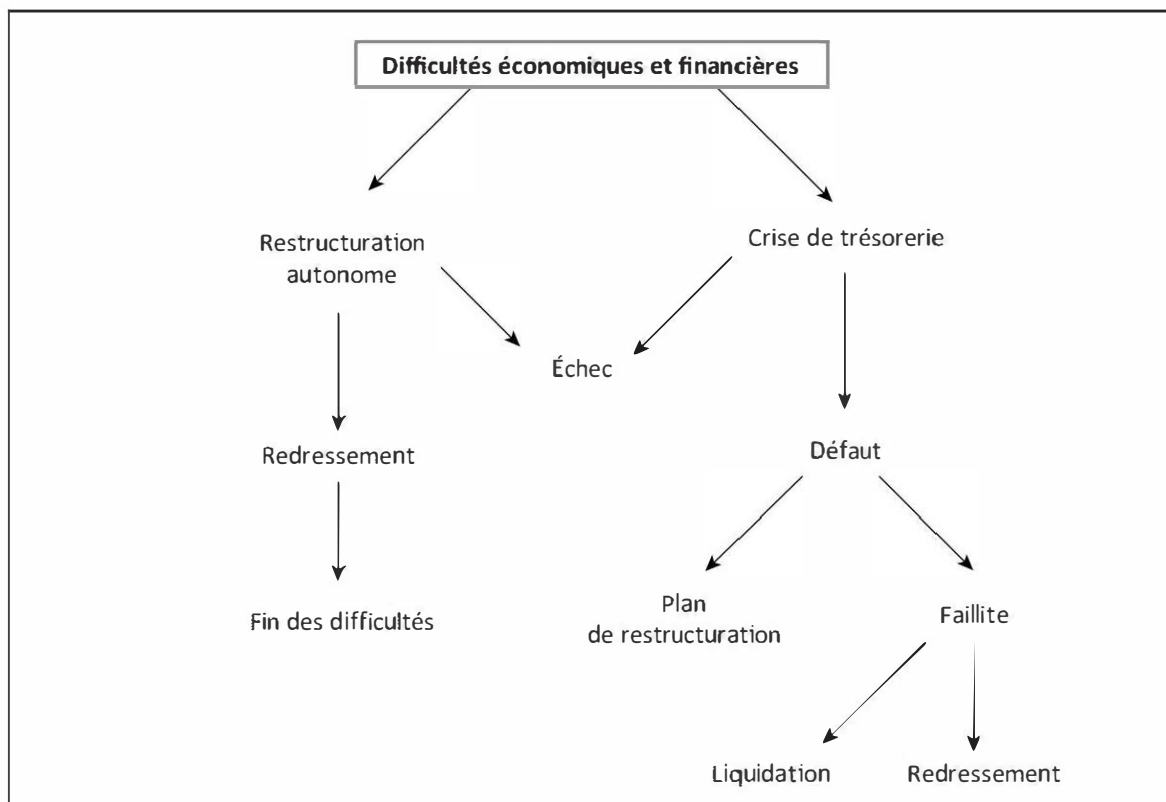 Difficultés économiques et financières
Restructuration
autonome
Crise de trésorerie
Échec
Redressement
Défaut
Fin des difficultés
Plan
de restructuration
Faillite
Liquidation
Redressement